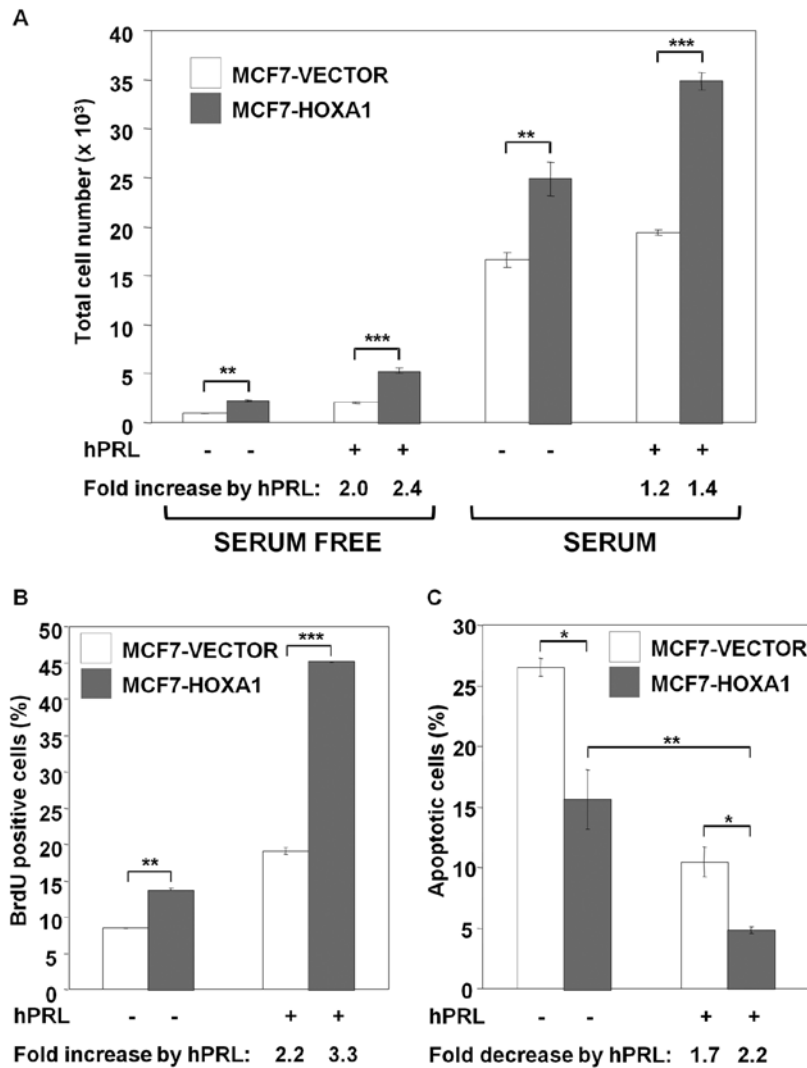 A
40
35
30
25
20
15
10
5
0
Total cell number (x 10³)
MCF7-VECTOR
MCF7-HOXA1
** *** ** ***
hPRL - - + + - - + +
Fold increase by hPRL: 2.0 2.4 1.2 1.4
SERUM FREE SERUM
B
50
45
40
35
30
25
20
15
10
5
0
BrdU positive cells (%)
MCF7-VECTOR
MCF7-HOXA1
** ***
hPRL - - + +
Fold increase by hPRL: 2.2 3.3
C
30
25
20
15
10
5
0
Apoptotic cells (%)
MCF7-VECTOR
MCF7-HOXA1
* ** *
hPRL - - + +
Fold decrease by hPRL: 1.7 2.2